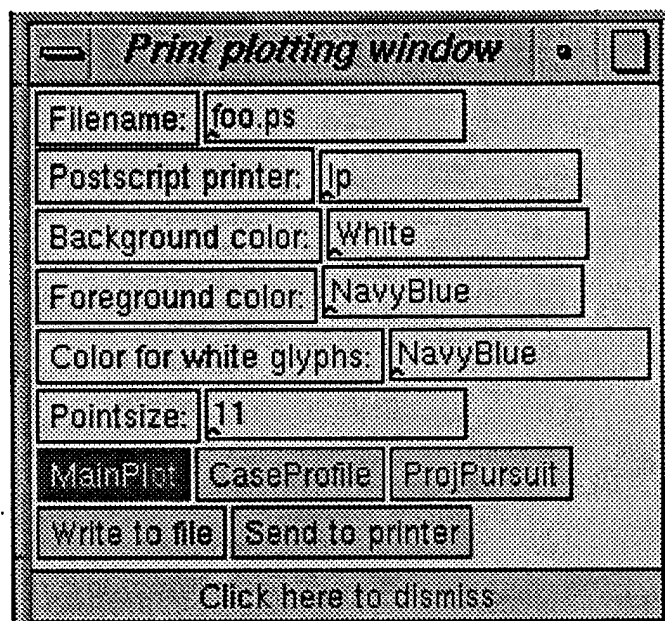 Print plotting window
Filename: foo.ps
Postscript printer: lp
Background color: White
Foreground color: NavyBlue
Color for white glyphs: NavyBlue
Pointsize: 11
MainPlot CaseProfile ProjPursuit
Write to file Send to printer
Click here to dismiss